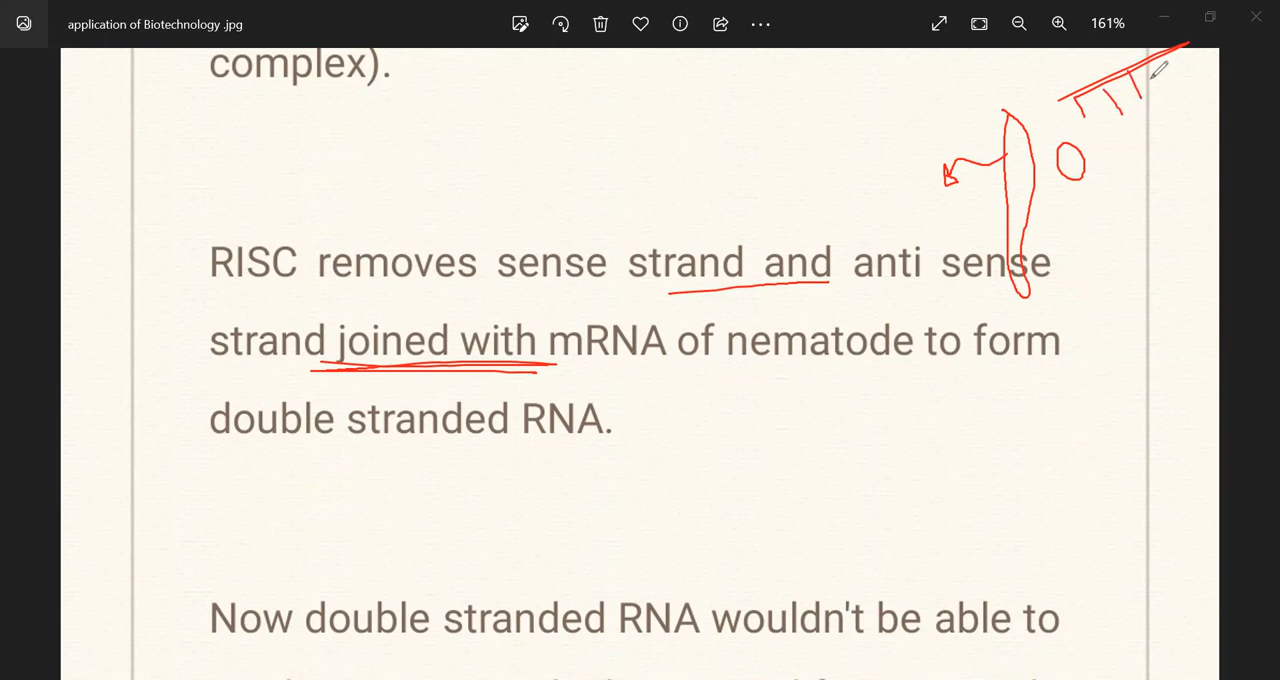 application of Biotechnology .jpg
161%
complex).
RISC removes sense strand and anti sense
strand joined with mRNA of nematode to form
double stranded RNA.
Now double stranded RNA wouldn't be able to